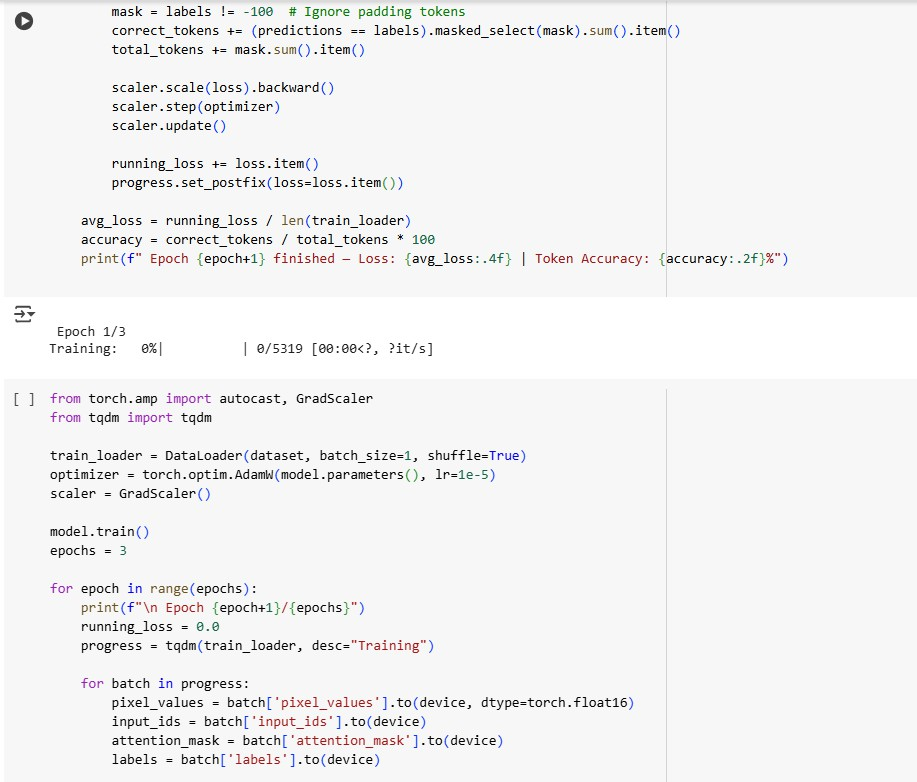 mask = labels != -100  # Ignore padding tokens
correct_tokens += (predictions == labels).masked_select(mask).sum().item()
total_tokens += mask.sum().item()
scaler.scale(loss).backward()
scaler.step(optimizer)
scaler.update()
running_loss += loss.item()
progress.set_postfix(loss=loss.item())
avg_loss = running_loss / len(train_loader)
accuracy = correct_tokens / total_tokens * 100
print(f" Epoch {epoch+1} finished — Loss: {avg_loss:.4f} | Token Accuracy: {accuracy:.2f}%")
Epoch 1/3
Training:   0%|          | 0/5319 [00:00<?, ?it/s]
[ ] from torch.amp import autocast, GradScaler
from tqdm import tqdm
train_loader = DataLoader(dataset, batch_size=1, shuffle=True)
optimizer = torch.optim.AdamW(model.parameters(), lr=1e-5)
scaler = GradScaler()
model.train()
epochs = 3
for epoch in range(epochs):
print(f"\n Epoch {epoch+1}/{epochs}")
running_loss = 0.0
progress = tqdm(train_loader, desc="Training")
for batch in progress:
pixel_values = batch['pixel_values'].to(device, dtype=torch.float16)
input_ids = batch['input_ids'].to(device)
attention_mask = batch['attention_mask'].to(device)
labels = batch['labels'].to(device)